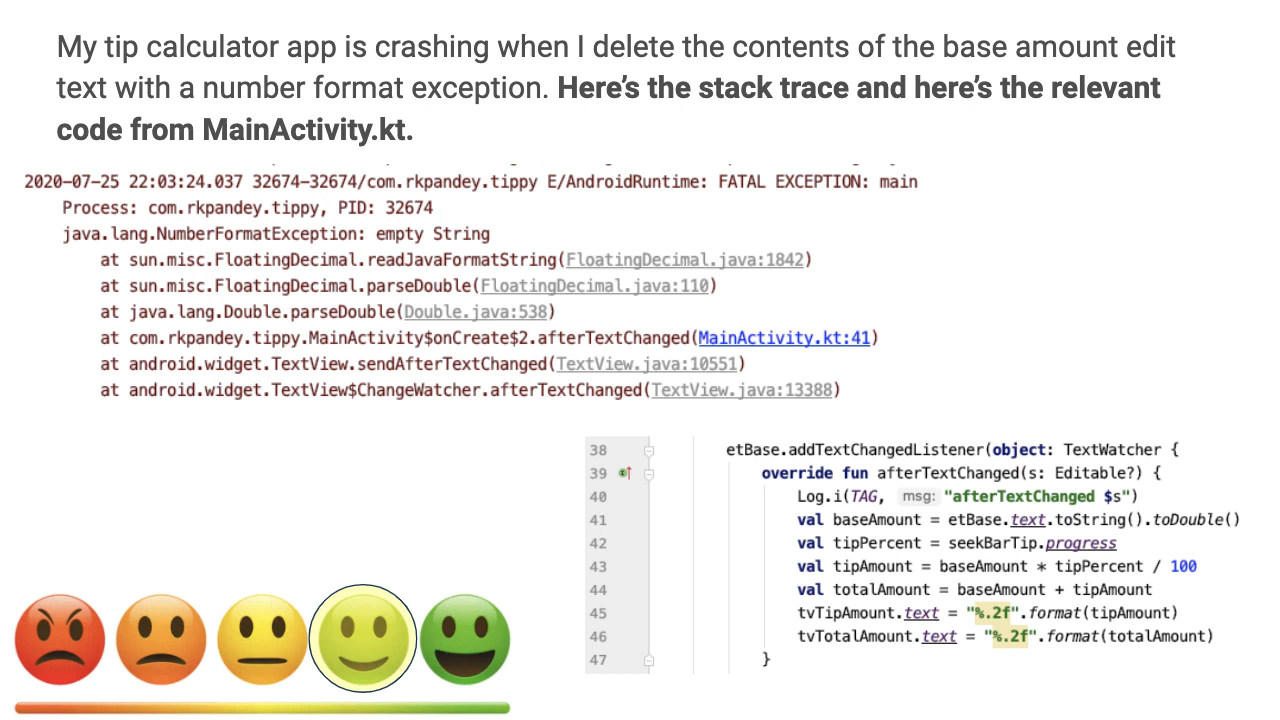 My tip calculator app is crashing when I delete the contents of the base amount edit
text with a number format exception. Here’s the stack trace and here’s the relevant
code from MainActivity.kt.
2020-07-25 22:03:24.037 32674-32674/com.rkpandey.tippy E/AndroidRuntime: FATAL EXCEPTION: main
Process: com.rkpandey.tippy, PID: 32674
java.lang.NumberFormatException: empty String
at sun.misc.FloatingDecimal.readJavaFormatString(FloatingDecimal.java:1842)
at sun.misc.FloatingDecimal.parseDouble(FloatingDecimal.java:110)
at java.lang.Double.parseDouble(Double.java:538)
at com.rkpandey.tippy.MainActivity$onCreate$2.afterTextChanged(MainActivity.kt:41)
at android.widget.TextView.sendAfterTextChanged(TextView.java:10551)
at android.widget.TextView$ChangeWatcher.afterTextChanged(TextView.java:13388)
38 etBase.addTextChangedListener(object: TextWatcher {
39 override fun afterTextChanged(s: Editable?) {
40 Log.i(TAG, msg: "afterTextChanged $s")
41 val baseAmount = etBase.text.toString().toDouble()
42 val tipPercent = seekBarTip.progress
43 val tipAmount = baseAmount * tipPercent / 100
44 val totalAmount = baseAmount + tipAmount
45 tvTipAmount.text = "%.2f".format(tipAmount)
46 tvTotalAmount.text = "%.2f".format(totalAmount)
47 }